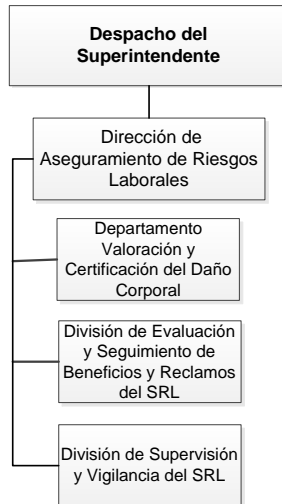 Despacho del
Superintendente
Dirección de
Aseguramiento de Riesgos
Laborales
Departamento
Valoración y
Certificación del Daño
Corporal
División de Evaluación
y Seguimiento de
Beneficios y Reclamos
del SRL
División de Supervisión
y Vigilancia del SRL